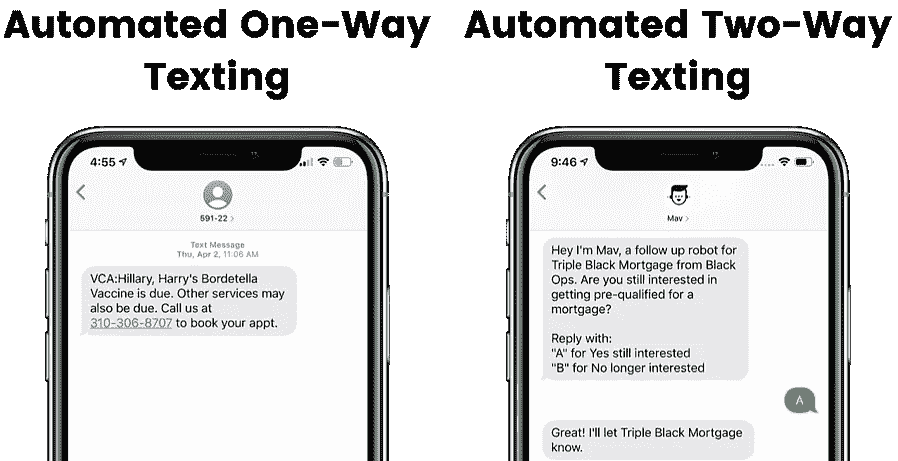 Automated One-Way
Texting
4:55
591-22 >
Text Message
Thu, Apr 2, 11:06 AM
VCA:Hillary, Harry's Bordetella
Vaccine is due. Other services may
also be due. Call us at
310-306-8707 to book your appt.
Automated Two-Way
Texting
9:46
Mav >
Hey I'm Mav, a follow up robot for
Triple Black Mortgage from Black
Ops. Are you still interested in
getting pre-qualified for a
mortgage?
Reply with:
"A" for Yes still interested
"B" for No longer interested
A
Great! I'll let Triple Black Mortgage
know.